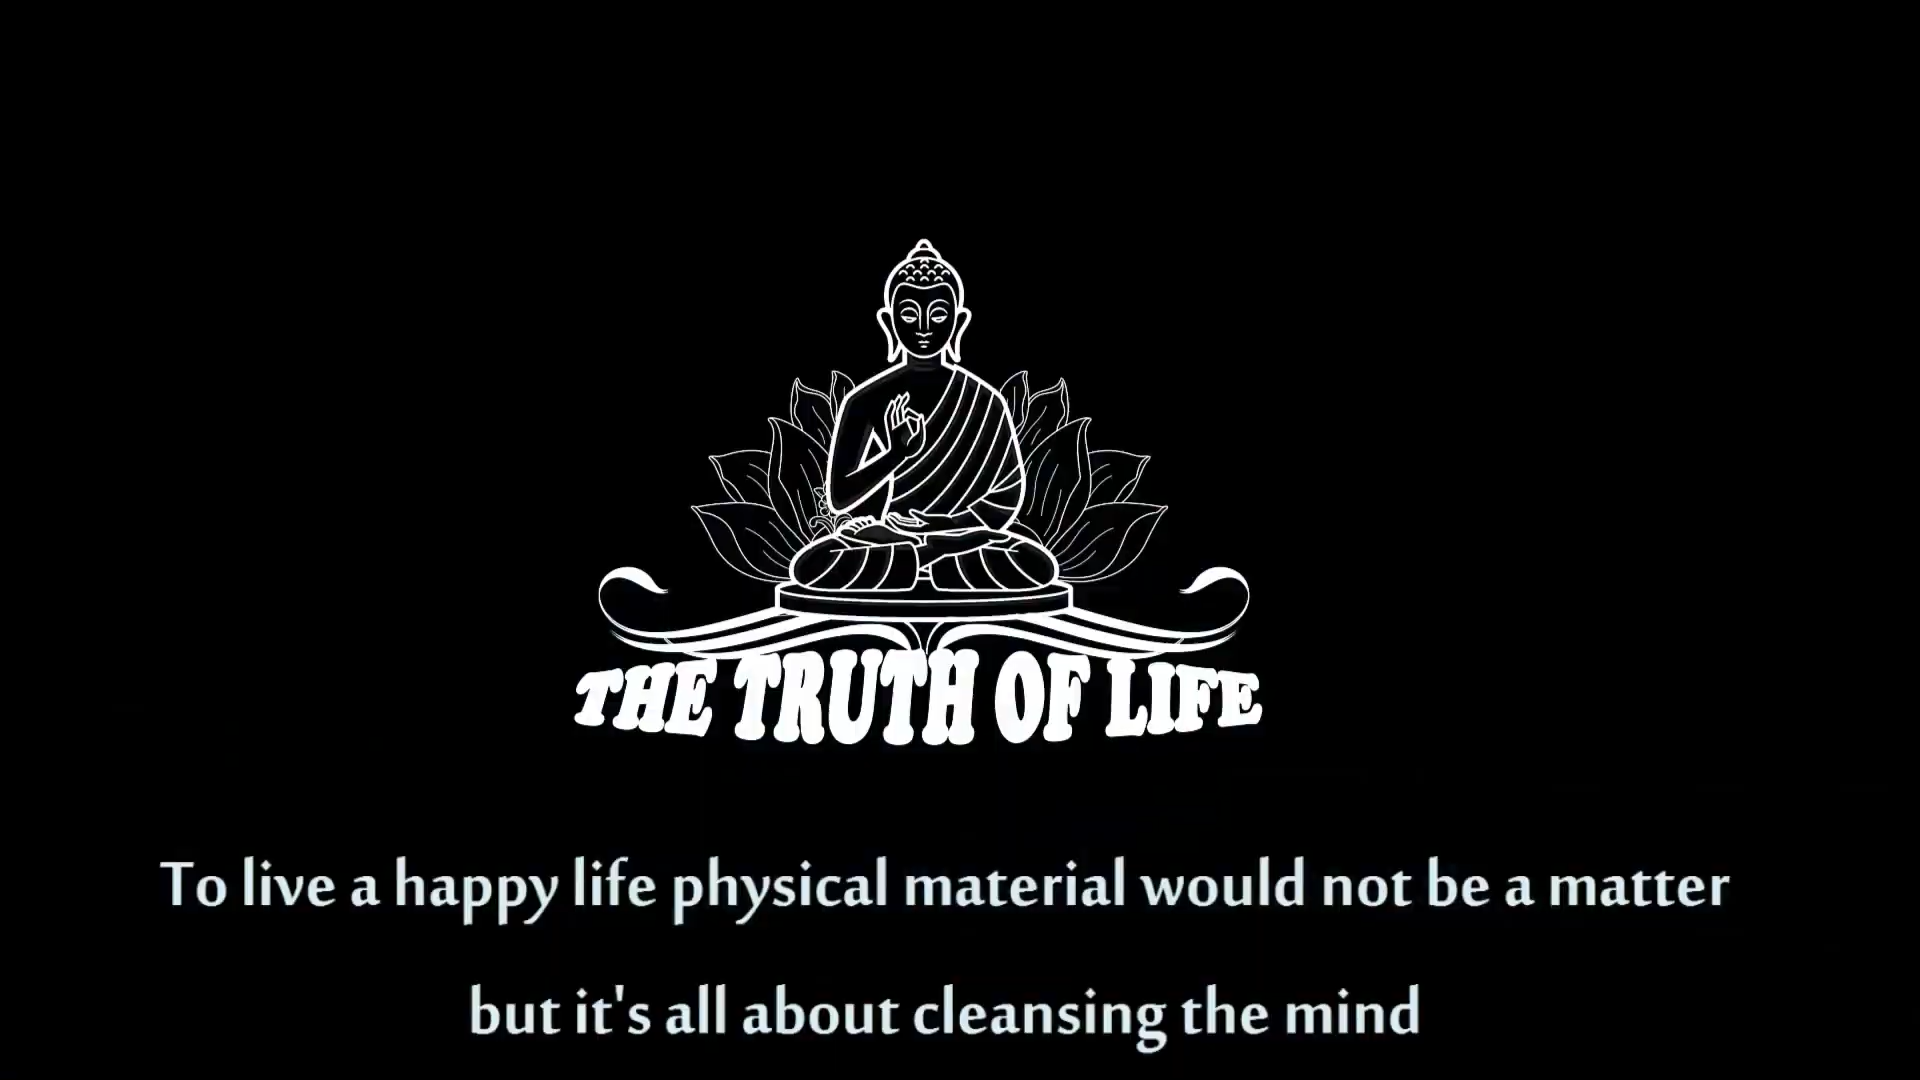 THE TRUTH OF LIFE
To live a happy life physical material would not be a matter
but it's all about cleansing the mind